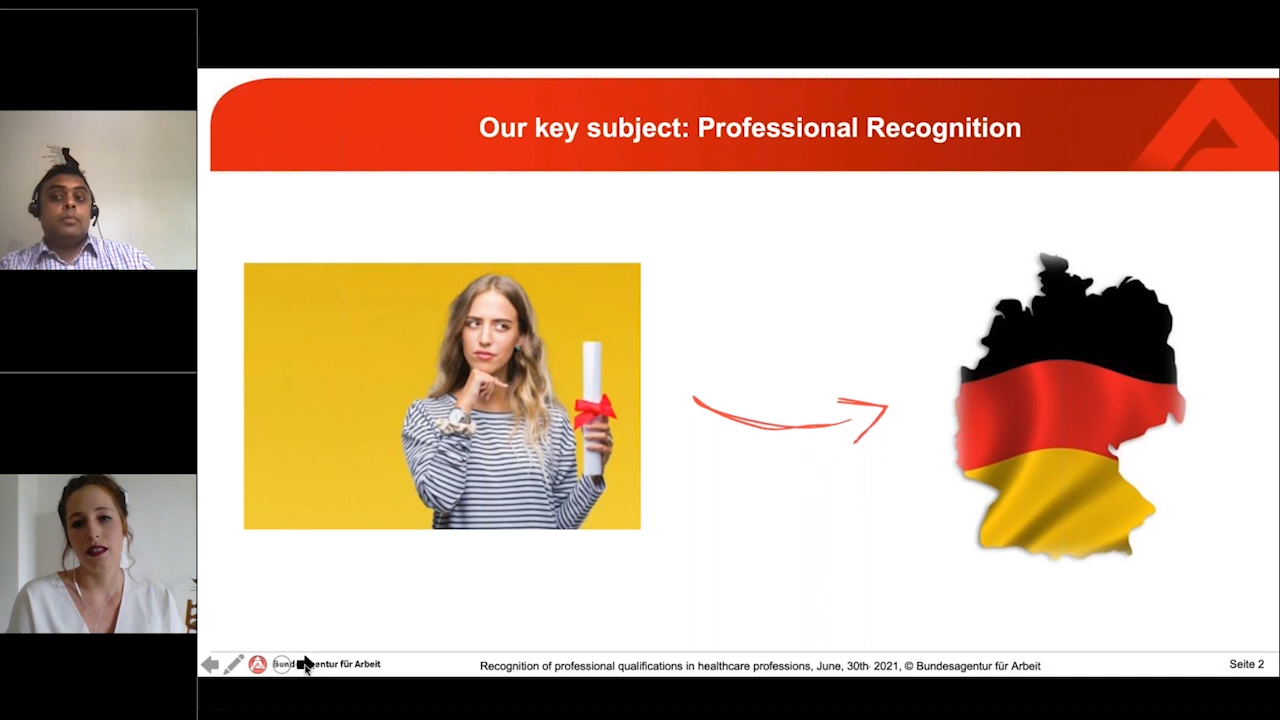 Our key subject: Professional Recognition
Bund entur für Arbeit
Recognition of professional qualifications in healthcare professions, June, 30th 2021, © Bundesagentur für Arbeit
Seite 2